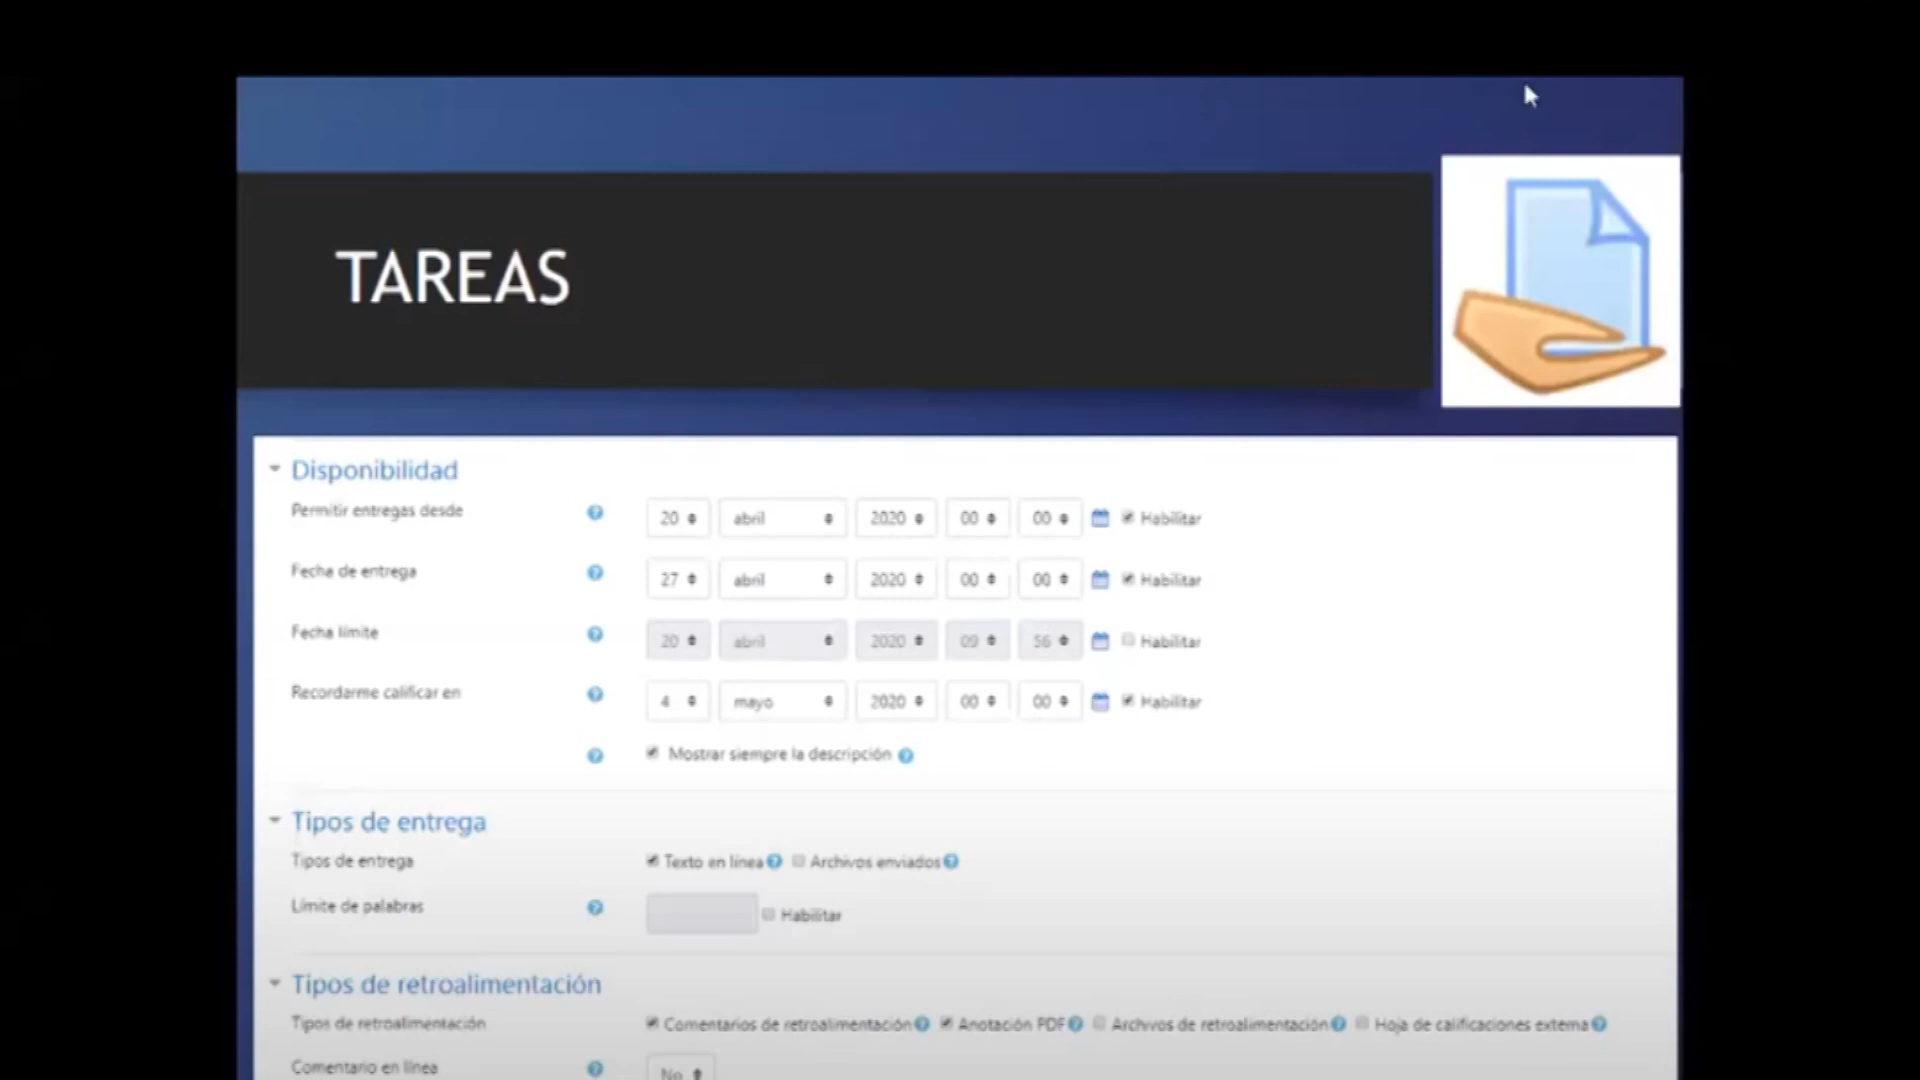 TAREAS
Disponibilidad
Permitir entregas desde 20 abril 2020 00 00 Habilitar
Fecha de entrega 27 abril 2020 00 00 Habilitar
Fecha límite 20 abril 2020 09 56 Habilitar
Recordarme calificar en 4 mayo 2020 00 00 Habilitar
Mostrar siempre la descripción
Tipos de entrega
Tipos de entrega Texto en línea Archivos enviados
Límite de palabras Habilitar
Tipos de retroalimentación
Tipos de retroalimentación Comentarios de retroalimentación Anotación PDF Archivos de retroalimentación Hoja de calificaciones externa
Comentario en línea No